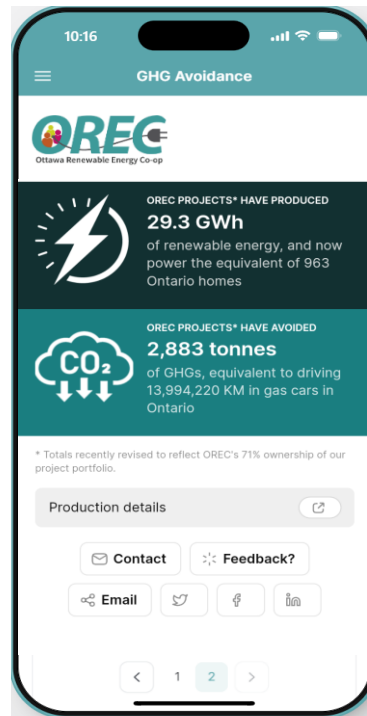 10:16
GHG Avoidance
OREC
Ottawa Renewable Energy Co-op
OREC PROJECTS* HAVE PRODUCED
29.3 GWh
of renewable energy, and now
power the equivalent of 963
Ontario homes
CO₂
OREC PROJECTS* HAVE AVOIDED
2,883 tonnes
of GHGs, equivalent to driving
13,994,220 KM in gas cars in
Ontario
* Totals recently revised to reflect OREC's 71% ownership of our
project portfolio.
Production details
Contact
Feedback?
Email
1 2